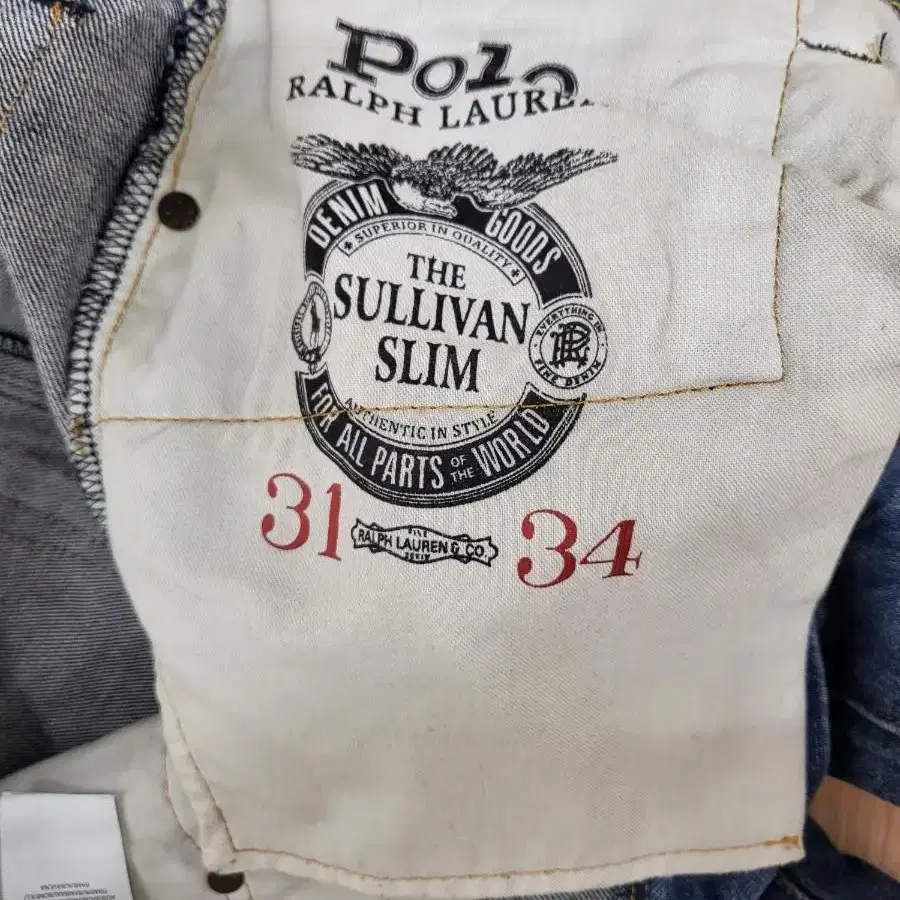 Polo
RALPH LAURE
DENIM GOODS
SUPERIOR IN QUALITY
THE
SULLIVAN
SLIM
EVERYTHING IN
FINE DENIM
AUTHENTIC IN STYLE
FOR ALL PARTS OF THE WORLD
31
RALPH LAUREN & CO.
34